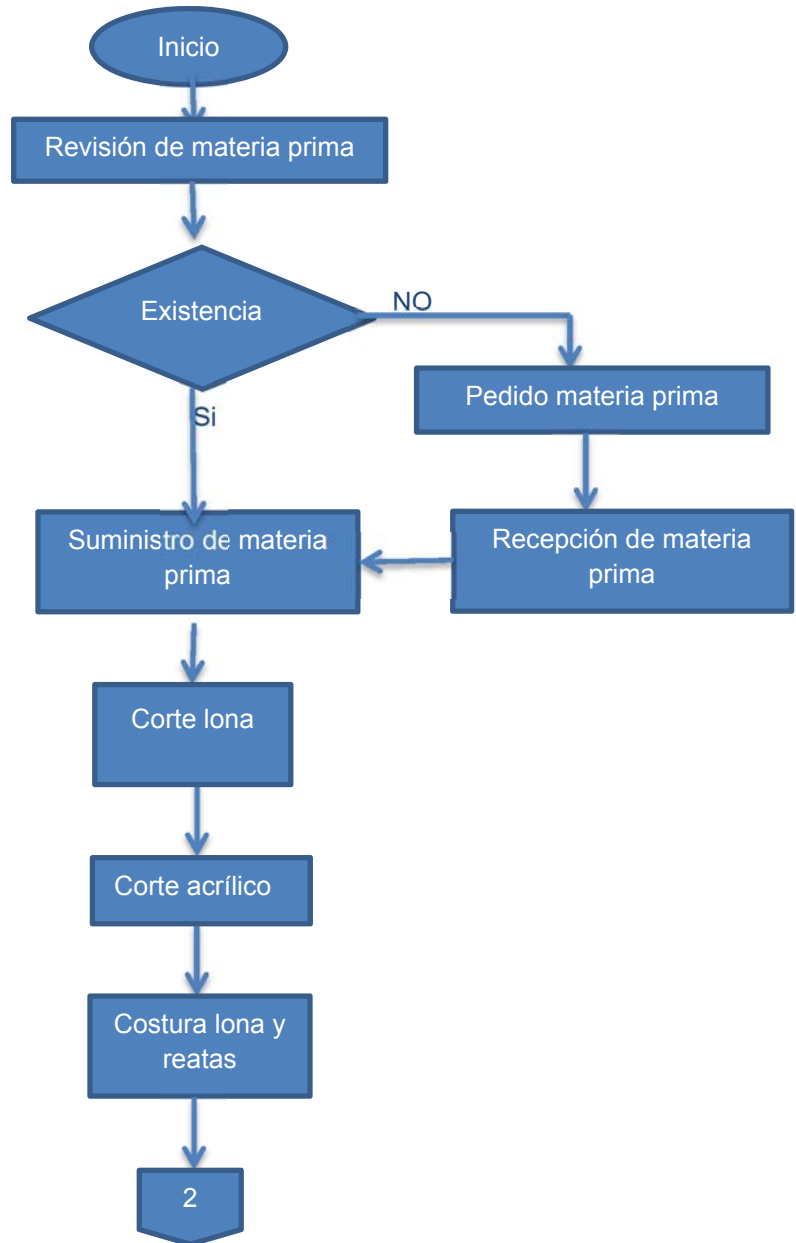 Inicio
Revisión de materia prima
Existencia
NO
Si
Pedido materia prima
Recepción de materia
prima
Suministro de materia
prima
Corte lona
Corte acrílico
Costura lona y
reatas
2